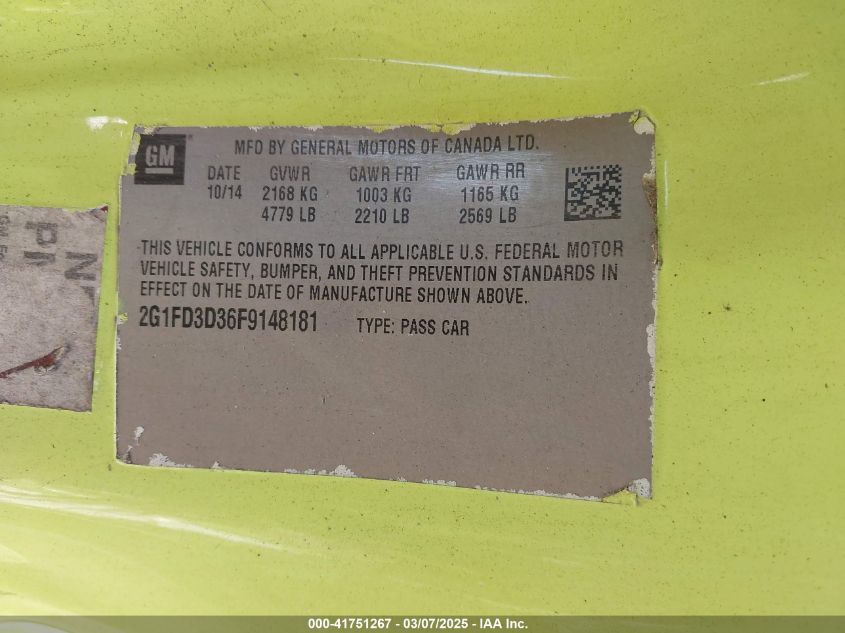 GM
MFD BY GENERAL MOTORS OF CANADA LTD.
DATE GVWR GAWR FRT GAWR RR
10/14 2168 KG 1003 KG 1165 KG
4779 LB 2210 LB 2569 LB
THIS VEHICLE CONFORMS TO ALL APPLICABLE U.S. FEDERAL MOTOR
VEHICLE SAFETY, BUMPER, AND THEFT PREVENTION STANDARDS IN
EFFECT ON THE DATE OF MANUFACTURE SHOWN ABOVE.
2G1FD3D36F9148181 TYPE: PASS CAR
000-41751267 - 03/07/2025 - IAA Inc.